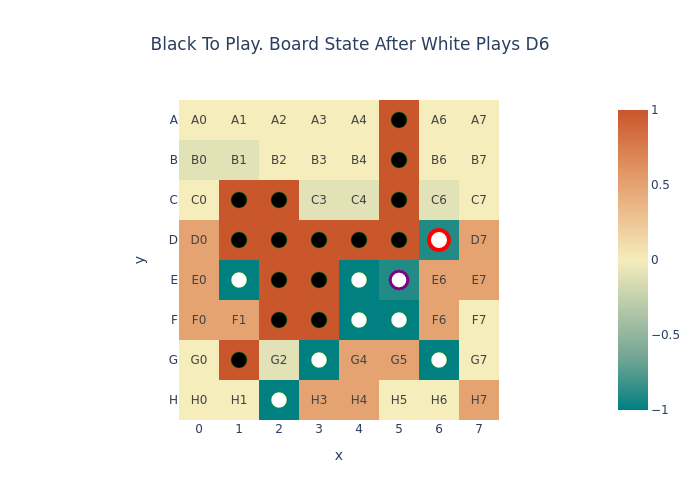 Black To Play. Board State After White Plays D6
A A0 A1 A2 A3 A4 A6 A7
B B0 B1 B2 B3 B4 B6 B7
C C0 C3 C4 C6 C7
D D0 D7
E E0 E6 E7
F F0 F1 F6 F7
G G0 G2 G4 G5 G7
H H0 H1 H3 H4 H5 H6 H7
0 1 2 3 4 5 6 7
x
y
1
0.5
0
−0.5
−1